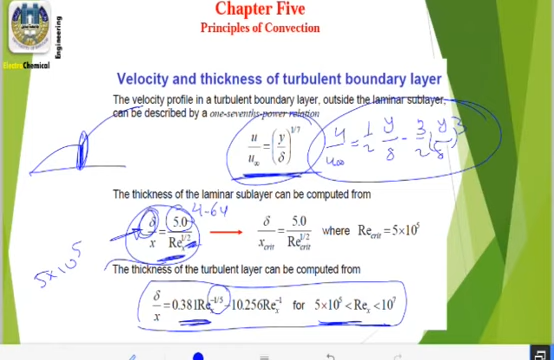 Chapter Five
Principles of Convection
Engineering
ElectroChemical
Velocity and thickness of turbulent boundary layer
The velocity profile in a turbulent boundary layer, outside the laminar sublayer,
can be described by a one-sevenths-power relation
u/u∞ = (y/δ)^1/7
u/u∞ = 1/2 y/δ - 3/2 (y/δ)^3
The thickness of the laminar sublayer can be computed from
4-64
δ/x = 5.0/Re_x^1/2 → δ/x_crit = 5.0/Re_crit^1/2 where Re_crit = 5×10^5
5×10^5
The thickness of the turbulent layer can be computed from
δ/x = 0.381Re_x^-1/5 - 10.256Re_x^-1 for 5×10^5 < Re_x < 10^7